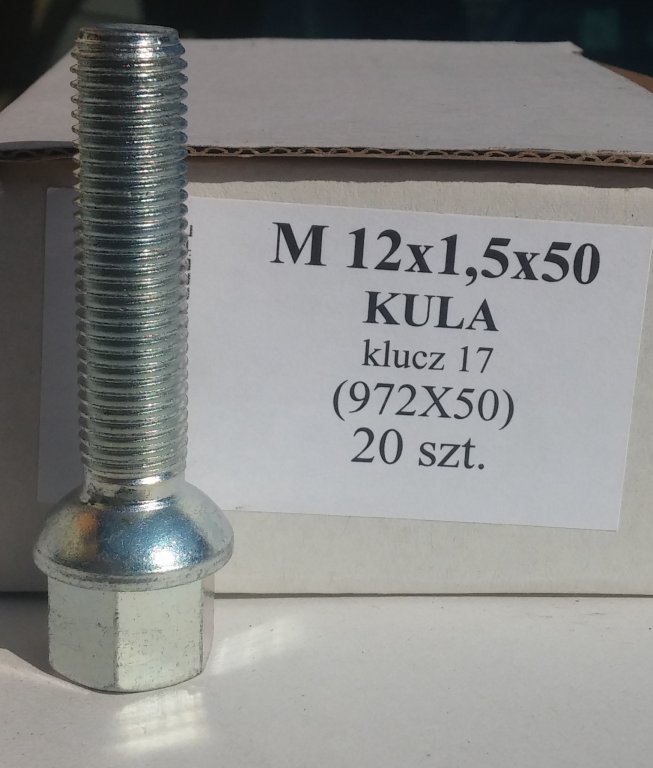 M 12x1,5x50
KULA
klucz 17
(972X50)
20 szt.